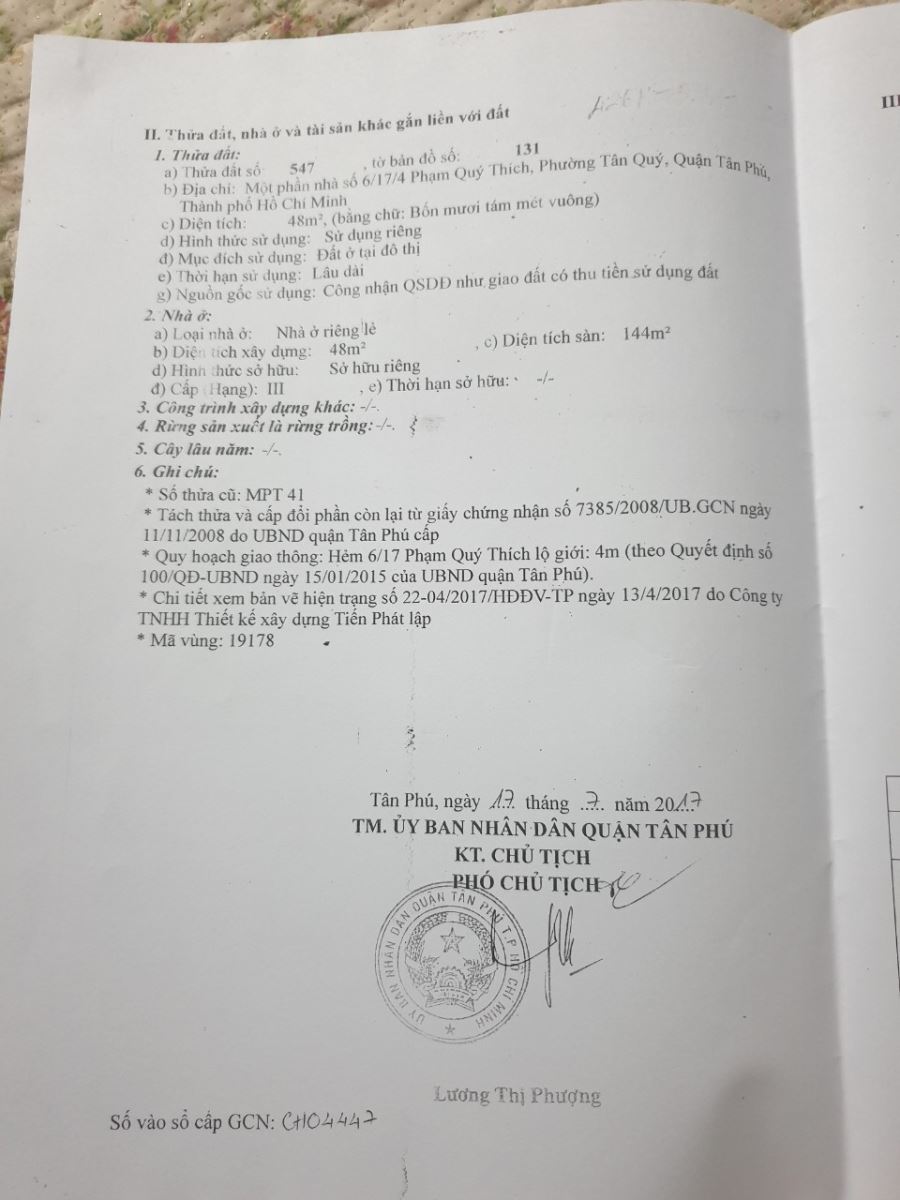 II. Thửa đất, nhà ở và tài sản khác gắn liền với đất
III
1. Thửa đất:
a) Thửa đất số: 547 , tờ bản đồ số: 131
b) Địa chỉ: Một phần nhà số 6/17/4 Phạm Quý Thích, Phường Tân Quý, Quận Tân Phú,
Thành phố Hồ Chí Minh
c) Diện tích: 48m², (bằng chữ: Bốn mươi tám mét vuông)
d) Hình thức sử dụng: Sử dụng riêng
đ) Mục đích sử dụng: Đất ở tại đô thị
e) Thời hạn sử dụng: Lâu dài
g) Nguồn gốc sử dụng: Công nhận QSDĐ như giao đất có thu tiền sử dụng đất
2. Nhà ở:
a) Loại nhà ở: Nhà ở riêng lẻ
b) Diện tích xây dựng: 48m² , c) Diện tích sàn: 144m²
d) Hình thức sở hữu: Sở hữu riêng
đ) Cấp (Hạng): III , e) Thời hạn sở hữu: -/-
3. Công trình xây dựng khác: -/-.
4. Rừng sản xuất là rừng trồng: -/-.
5. Cây lâu năm: -/-.
6. Ghi chú:
* Số thửa cũ: MPT 41
* Tách thửa và cấp đổi phần còn lại từ giấy chứng nhận số 7385/2008/UB.GCN ngày
11/11/2008 do UBND quận Tân Phú cấp
* Quy hoạch giao thông: Hẻm 6/17 Phạm Quý Thích lộ giới: 4m (theo Quyết định số
100/QĐ-UBND ngày 15/01/2015 của UBND quận Tân Phú).
* Chi tiết xem bản vẽ hiện trạng số 22-04/2017/HĐĐV-TP ngày 13/4/2017 do Công ty
TNHH Thiết kế xây dựng Tiến Phát lập
* Mã vùng: 19178
Tân Phú, ngày 17 tháng 7 năm 2017
TM. ỦY BAN NHÂN DÂN QUẬN TÂN PHÚ
KT. CHỦ TỊCH
PHÓ CHỦ TỊCH
ỦY BAN NHÂN DÂN QUẬN TÂN PHÚ T.P HỒ CHÍ MINH
Lương Thị Phượng
Số vào sổ cấp GCN: CH04447